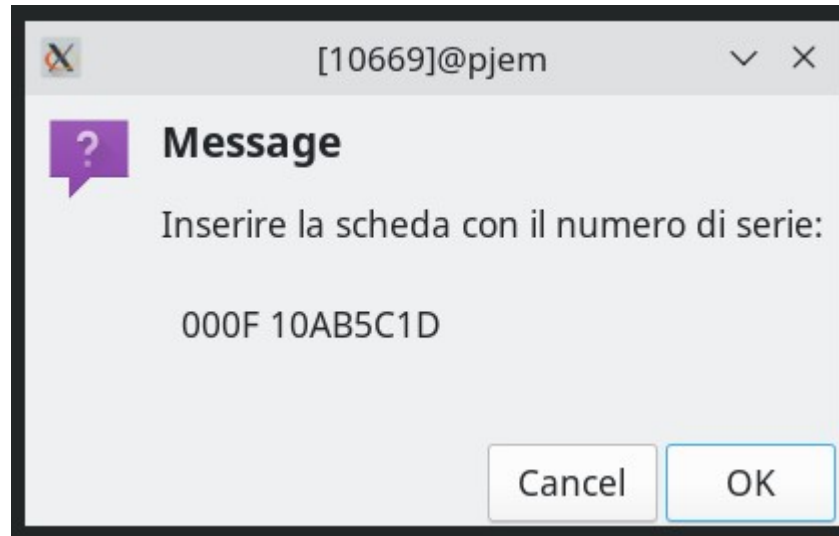 [10669]@pjem
Message
Inserire la scheda con il numero di serie:
000F 10AB5C1D
Cancel
OK